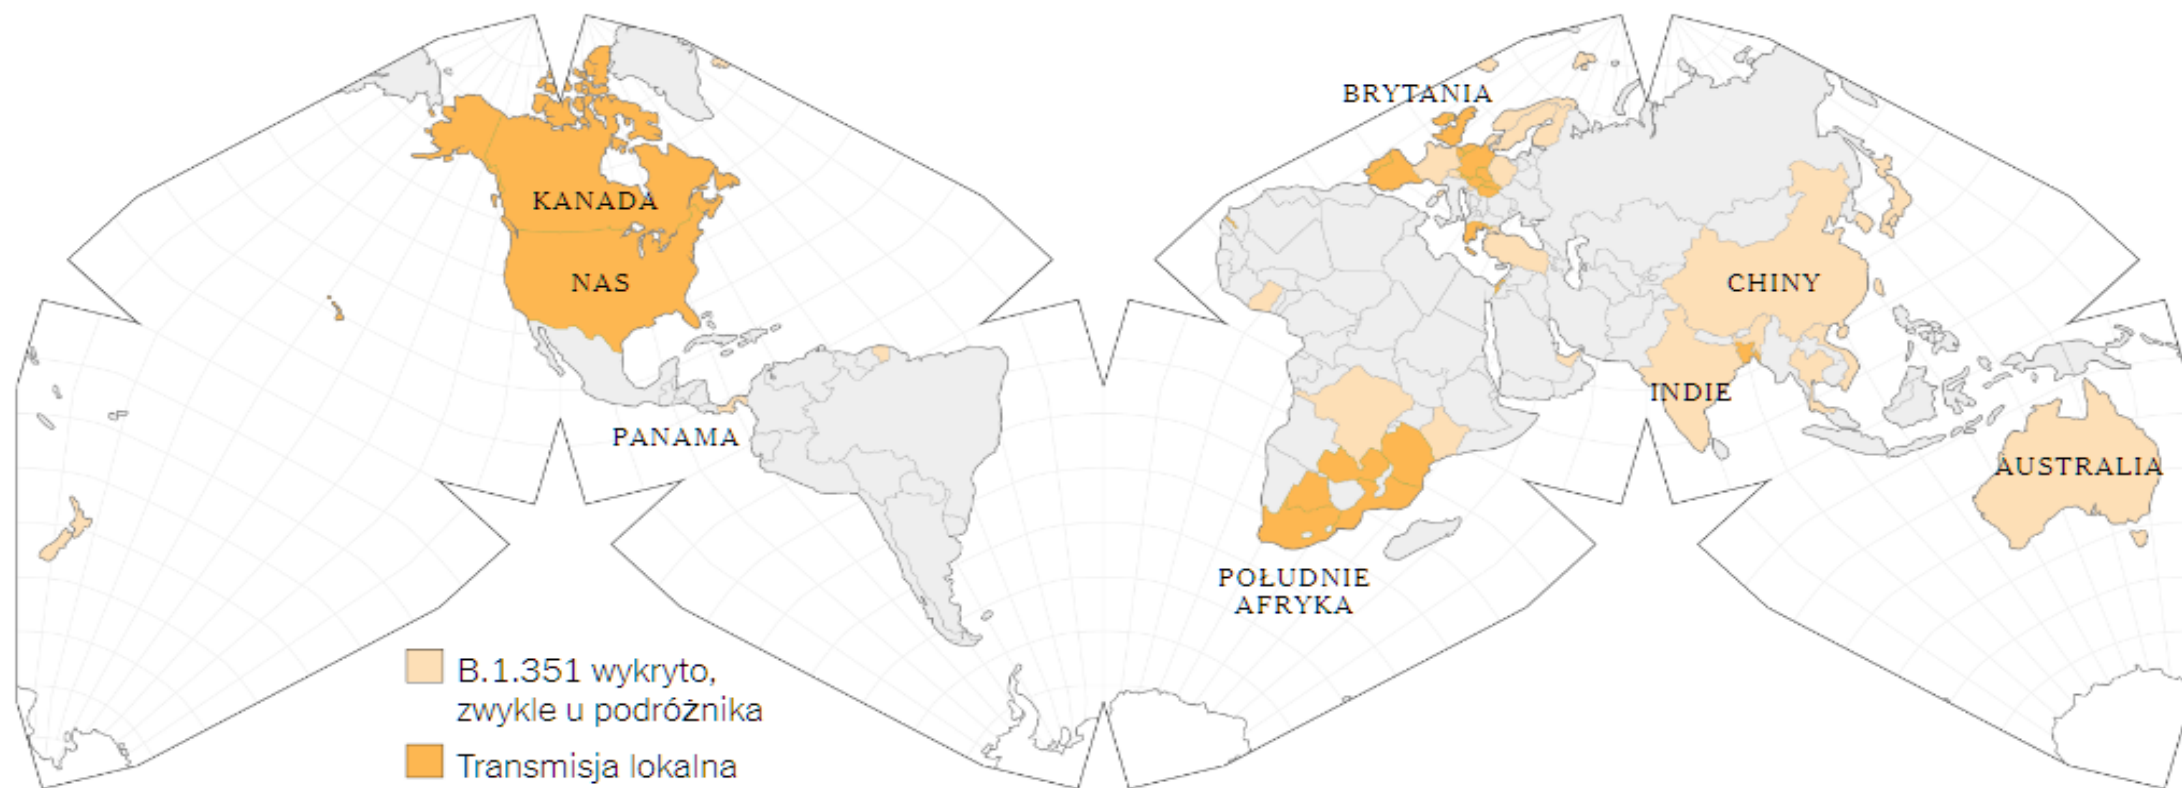 BRYTANIA
KANADA
NAS
CHINY
INDIE
PANAMA
AUSTRALIA
POŁUDNIE
AFRYKA
B.1.351 wykryto,
zwykle u podróżnika
Transmisja lokalna